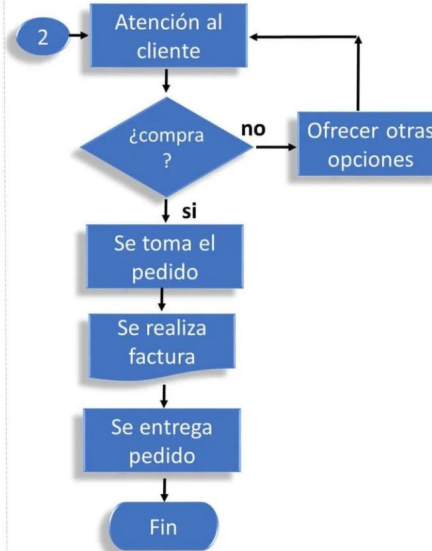 2
Atención al
cliente
¿compra
?
no
Ofrecer otras
opciones
si
Se toma el
pedido
Se realiza
factura
Se entrega
pedido
Fin